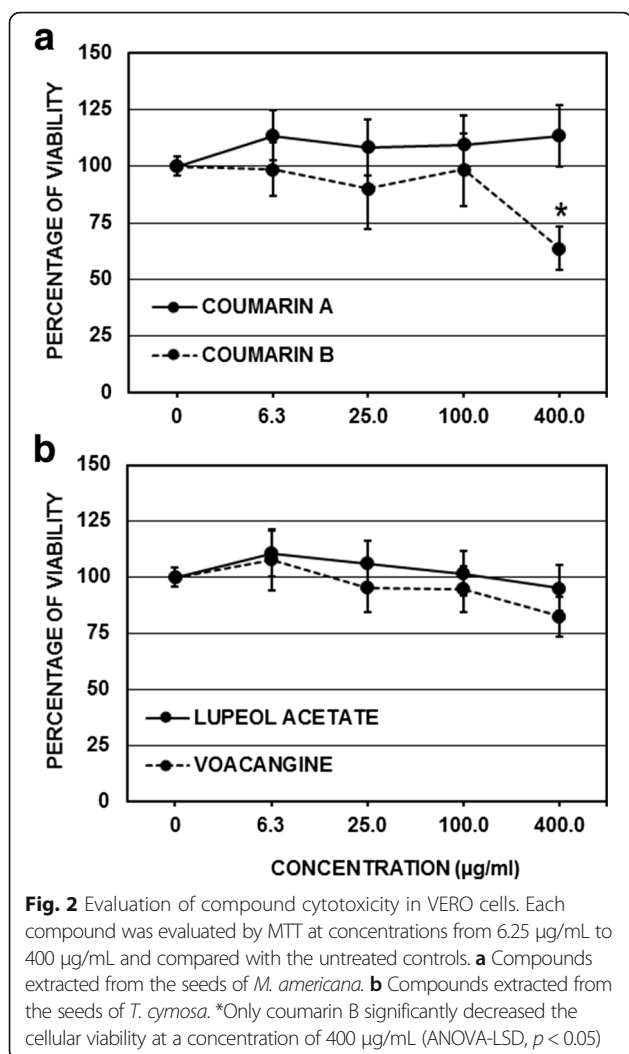 a
150
125
100
75
50
25
0
PERCENTAGE OF VIABILITY
*
COUMARIN A
COUMARIN B
0 6.3 25.0 100.0 400.0
b
150
125
100
75
50
25
0
PERCENTAGE OF VIABILITY
LUPEOL ACETATE
VOACANGINE
0 6.3 25.0 100.0 400.0
CONCENTRATION (µg/ml)
Fig. 2 Evaluation of compound cytotoxicity in VERO cells. Each
compound was evaluated by MTT at concentrations from 6.25 µg/mL to
400 µg/mL and compared with the untreated controls. a Compounds
extracted from the seeds of M. americana. b Compounds extracted from
the seeds of T. cymosa. *Only coumarin B significantly decreased the
cellular viability at a concentration of 400 µg/mL (ANOVA-LSD, p < 0.05)